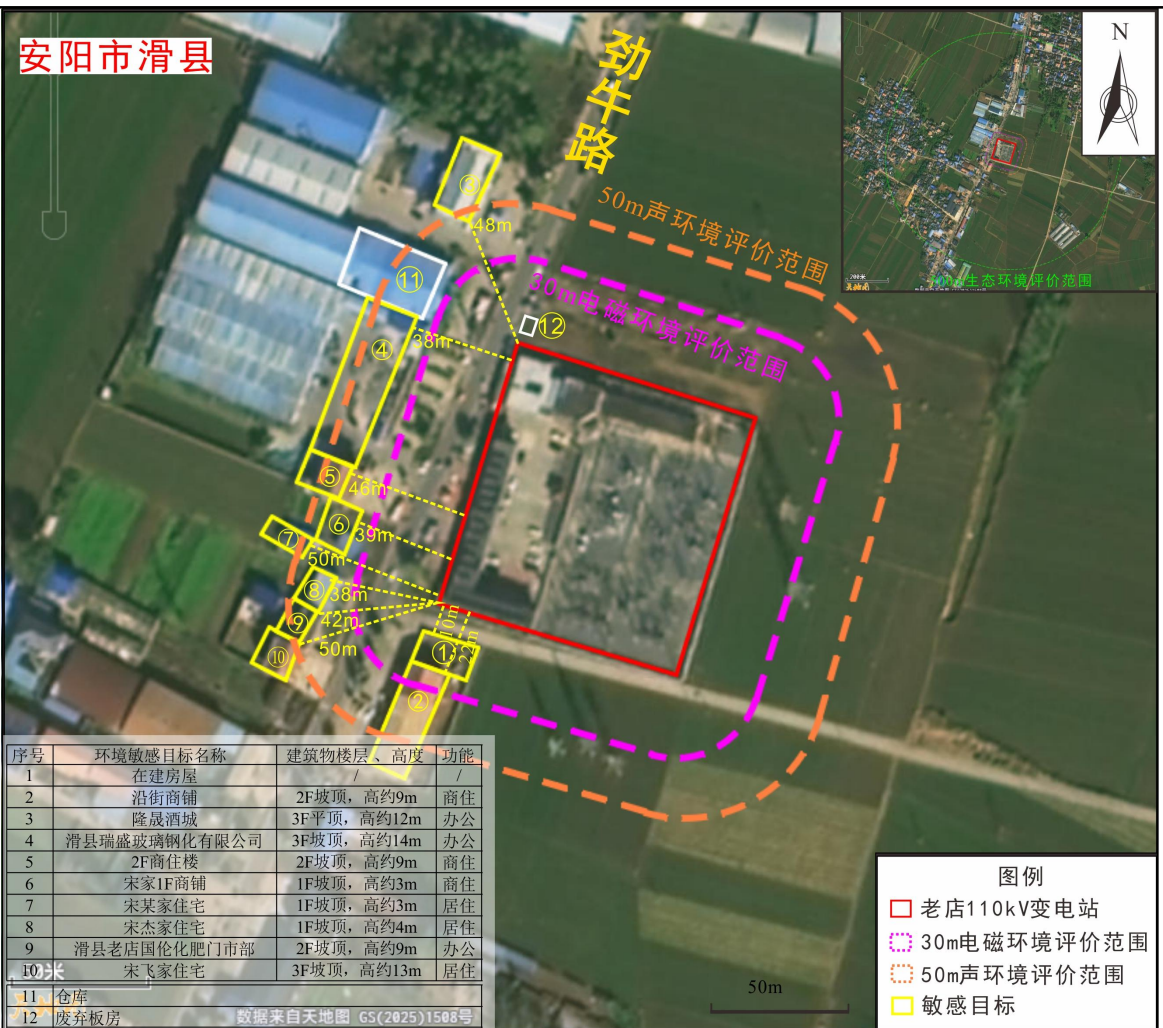 安阳市滑县
劲牛路
N
200米
生态环境评价范围
50m声环境评价范围
30m电磁环境评价范围
③
48m
⑪
⑫
④
38m
⑤
46m
⑥
39m
⑦
50m
⑧
38m
⑨
42m
⑩
50m
10m
22m
①
②
序号 环境敏感目标名称 建筑物楼层、高度 功能
1 在建房屋 / /
2 沿街商铺 2F坡顶，高约9m 商住
3 隆晟酒城 3F平顶，高约12m 办公
4 滑县瑞盛玻璃钢化有限公司 3F坡顶，高约14m 办公
5 2F商住楼 2F坡顶，高约9m 商住
6 宋家1F商铺 1F坡顶，高约3m 商住
7 宋某家住宅 1F坡顶，高约3m 居住
8 宋杰家住宅 1F坡顶，高约4m 居住
9 滑县老店国伦化肥门市部 2F坡顶，高约9m 办公
10 宋飞家住宅 3F坡顶，高约13m 居住
11 仓库
12 废弃板房
数据来自天地图 GS(2025)1508号
50m
图例
老店110kV变电站
30m电磁环境评价范围
50m声环境评价范围
敏感目标